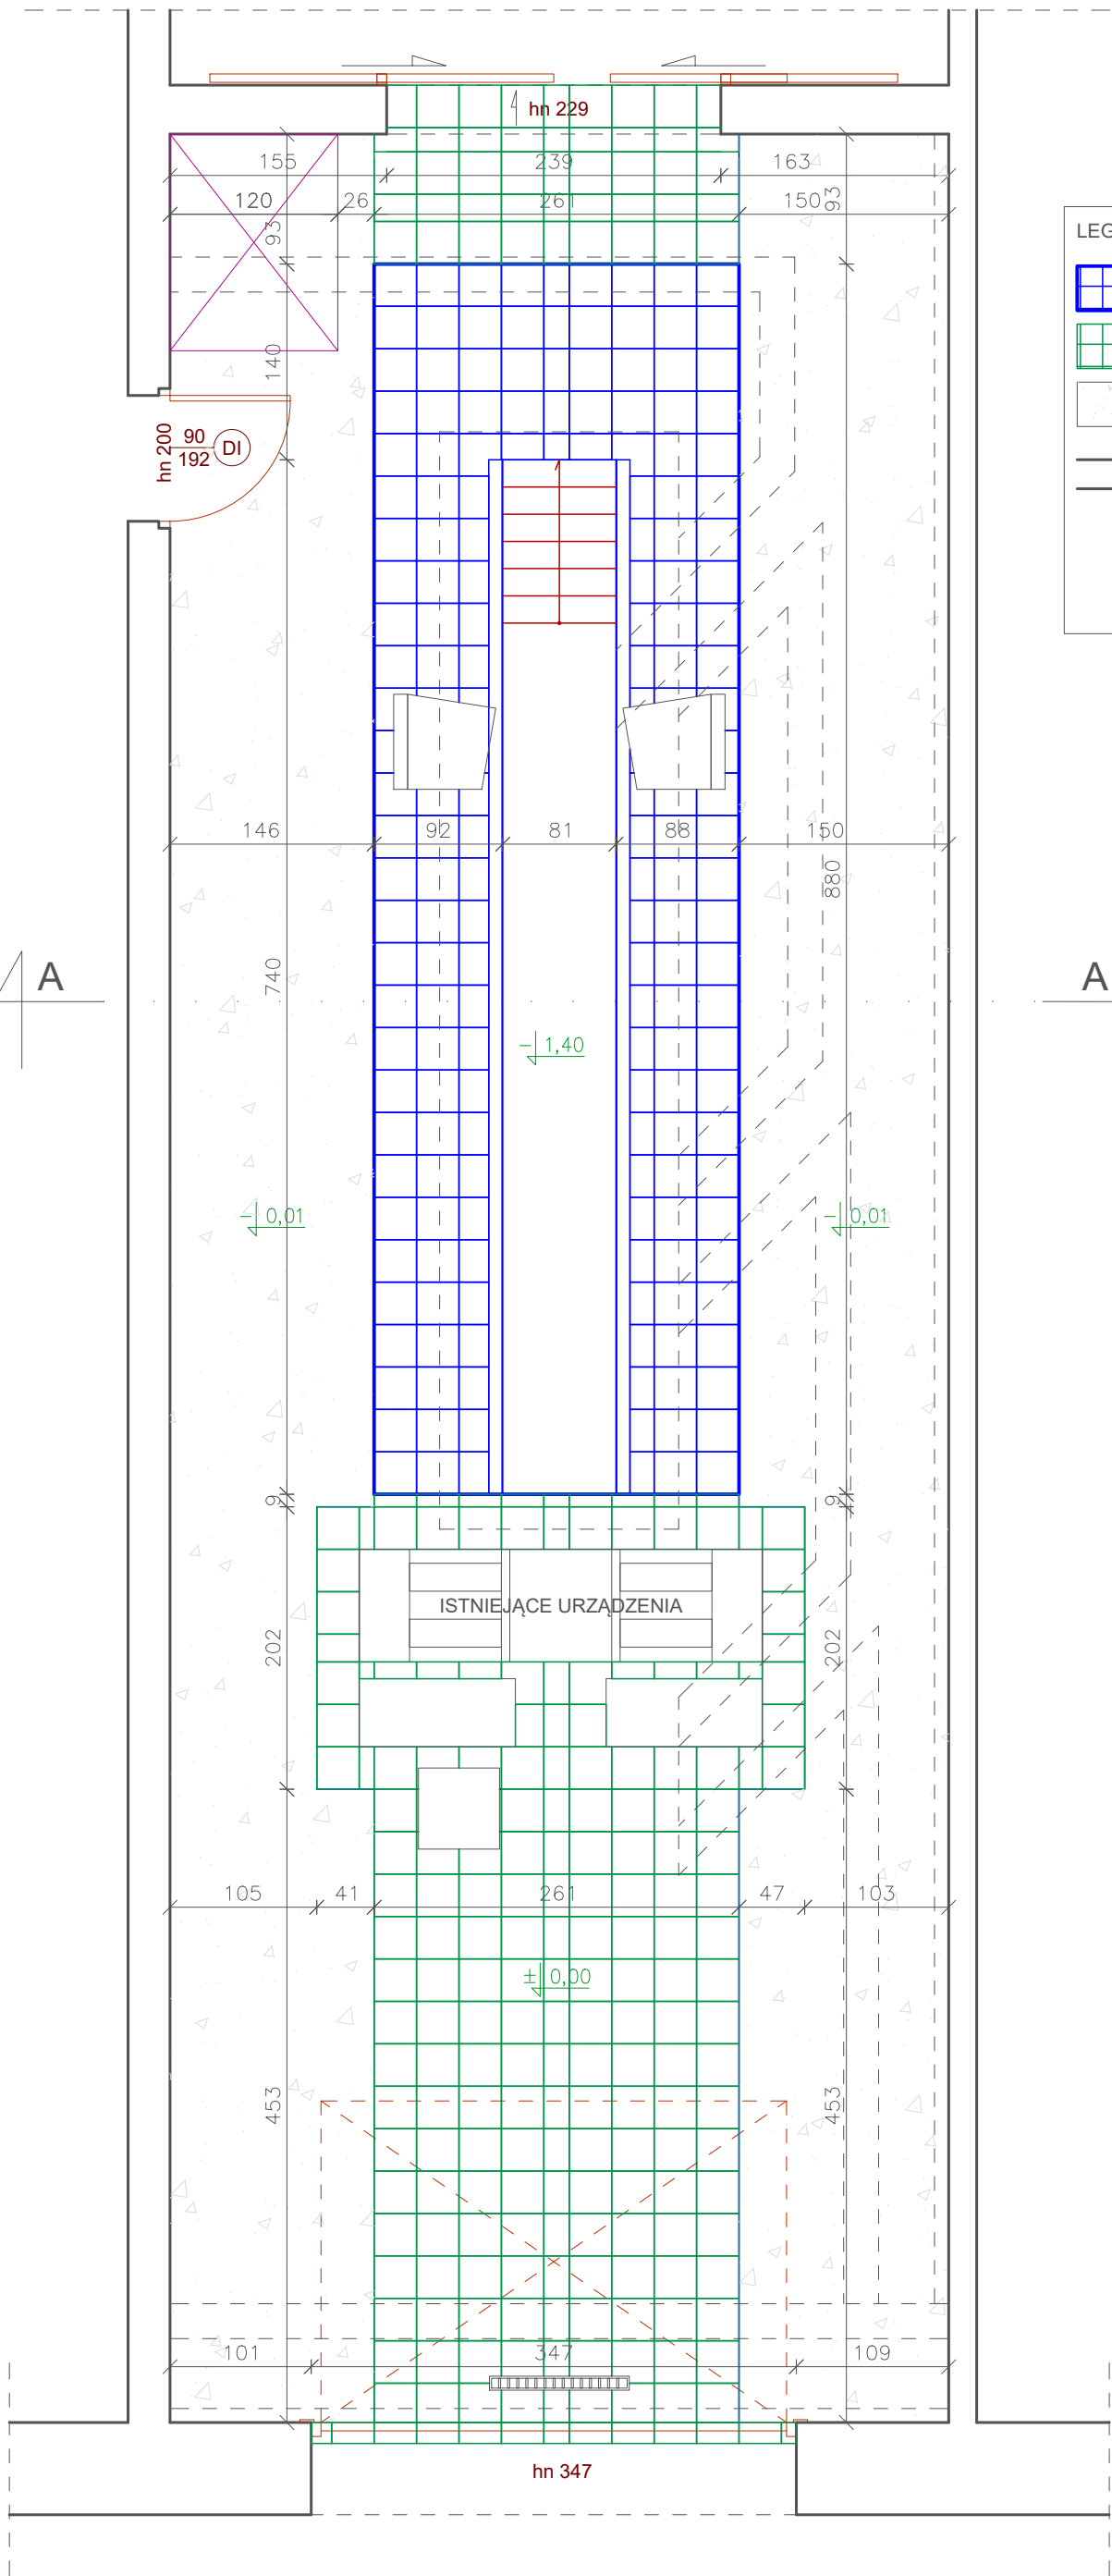 hn 229
155 239 163
120 26 261 150
93 93
LEG
140
hn 200 90 DI
192
146 92 81 88 150
880
740
A A
- 1,40
- 0,01 - 0,01
9 9
ISTNIEJĄCE URZĄDZENIA
202 202
105 41 261 47 103
± 0,00
453 453
101 347 109
hn 347